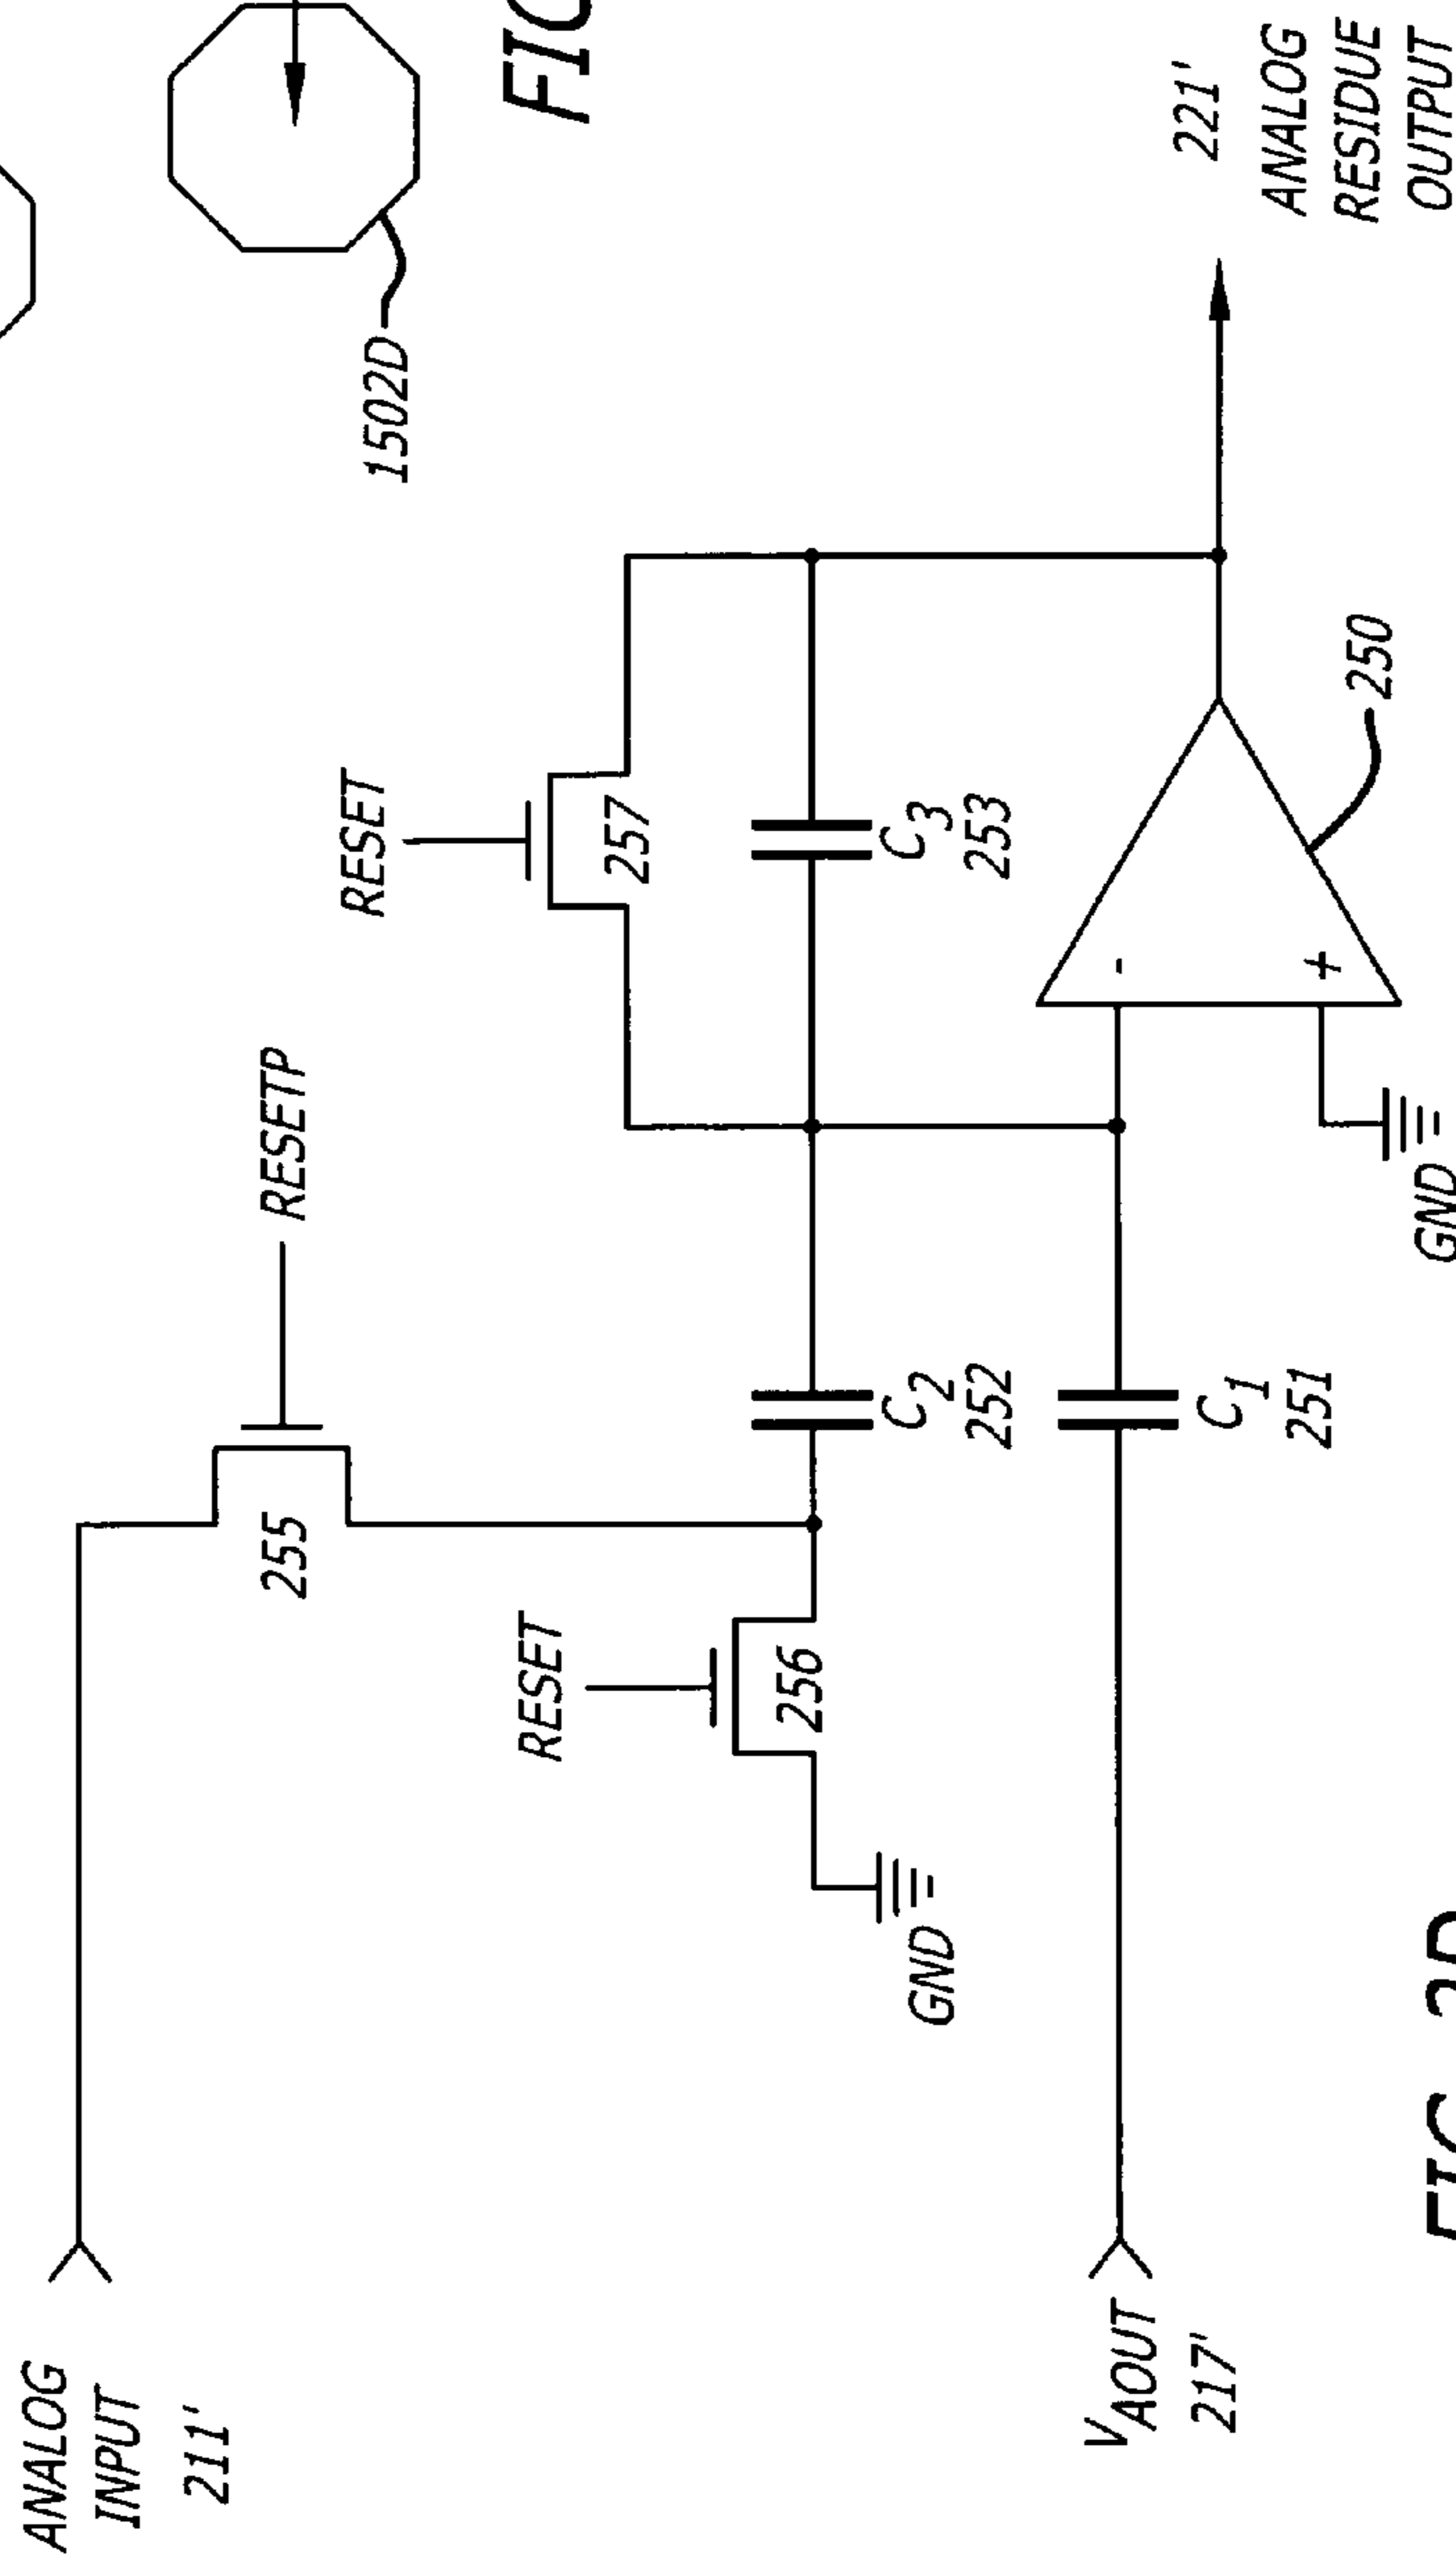 ANALOG
INPUT
211'
RESETP
255
RESET
256
GND
RESET
257
C2
252
C3
253
VAOUT
217'
C1
251
-
+
GND
250
221'
ANALOG
RESIDUE
OUTPUT
1502D
FIG